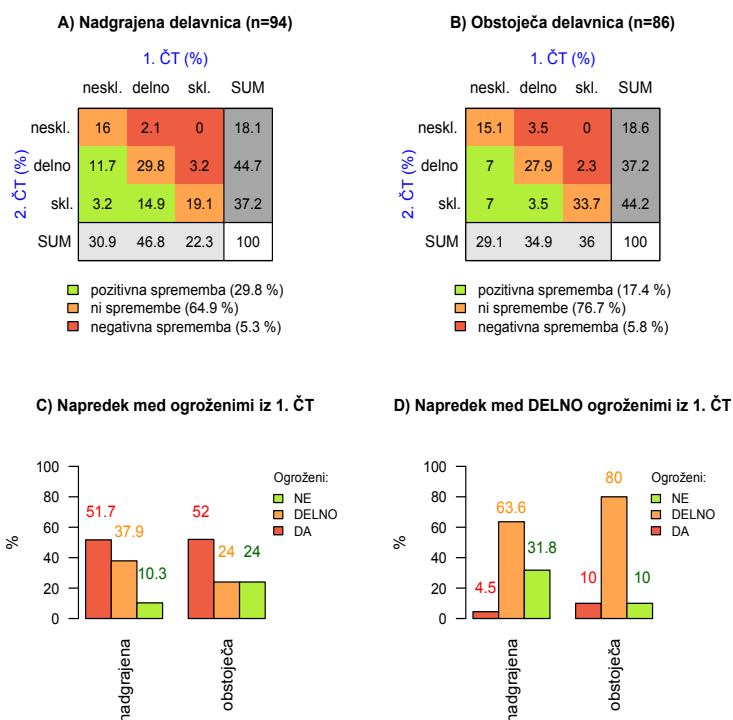 A) Nadgrajena delavnica (n=94)
1. ČT (%)
neskl. delno skl. SUM
2. ČT (%)
neskl. 16 2.1 0 18.1
delno 11.7 29.8 3.2 44.7
skl. 3.2 14.9 19.1 37.2
SUM 30.9 46.8 22.3 100
pozitivna sprememba (29.8 %)
ni spremembe (64.9 %)
negativna sprememba (5.3 %)
B) Obstoječa delavnica (n=86)
1. ČT (%)
neskl. delno skl. SUM
2. ČT (%)
neskl. 15.1 3.5 0 18.6
delno 7 27.9 2.3 37.2
skl. 7 3.5 33.7 44.2
SUM 29.1 34.9 36 100
pozitivna sprememba (17.4 %)
ni spremembe (76.7 %)
negativna sprememba (5.8 %)
C) Napredek med ogroženimi iz 1. ČT
%
100
80
60
40
20
0
51.7 37.9 10.3
52 24 24
Ogroženi:
NE
DELNO
DA
nadgrajena
obstoječa
D) Napredek med DELNO ogroženimi iz 1. ČT
%
100
80
60
40
20
0
4.5 63.6 31.8
10 80 10
Ogroženi:
NE
DELNO
DA
nadgrajena
obstoječa